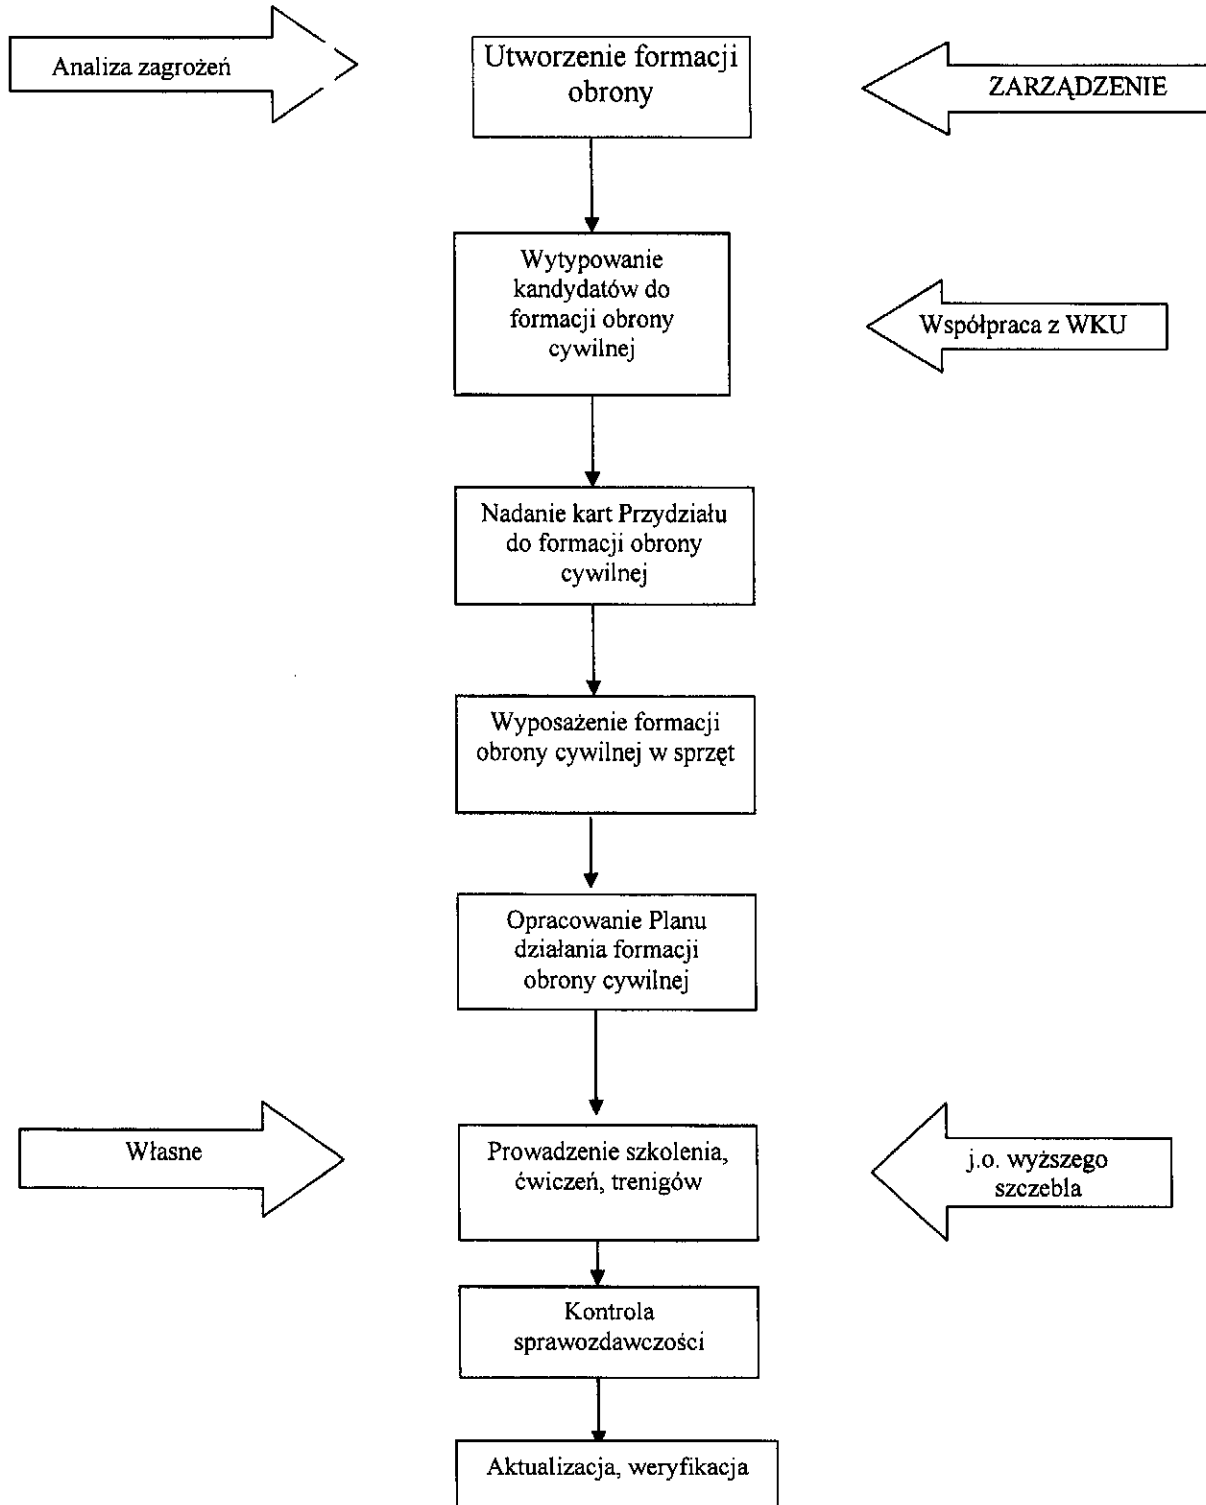 Analiza zagrożeń
Utworzenie formacji
obrony
ZARZĄDZENIE
Wytypowanie
kandydatów do
formacji obrony
cywilnej
Współpraca z WKU
Nadanie kart Przydziału
do formacji obrony
cywilnej
Wyposażenie formacji
obrony cywilnej w sprzęt
Opracowanie Planu
działania formacji
obrony cywilnej
Własne
Prowadzenie szkolenia,
ćwiczeń, trenigów
j.o. wyższego
szczebla
Kontrola
sprawozdawczości
Aktualizacja, weryfikacja